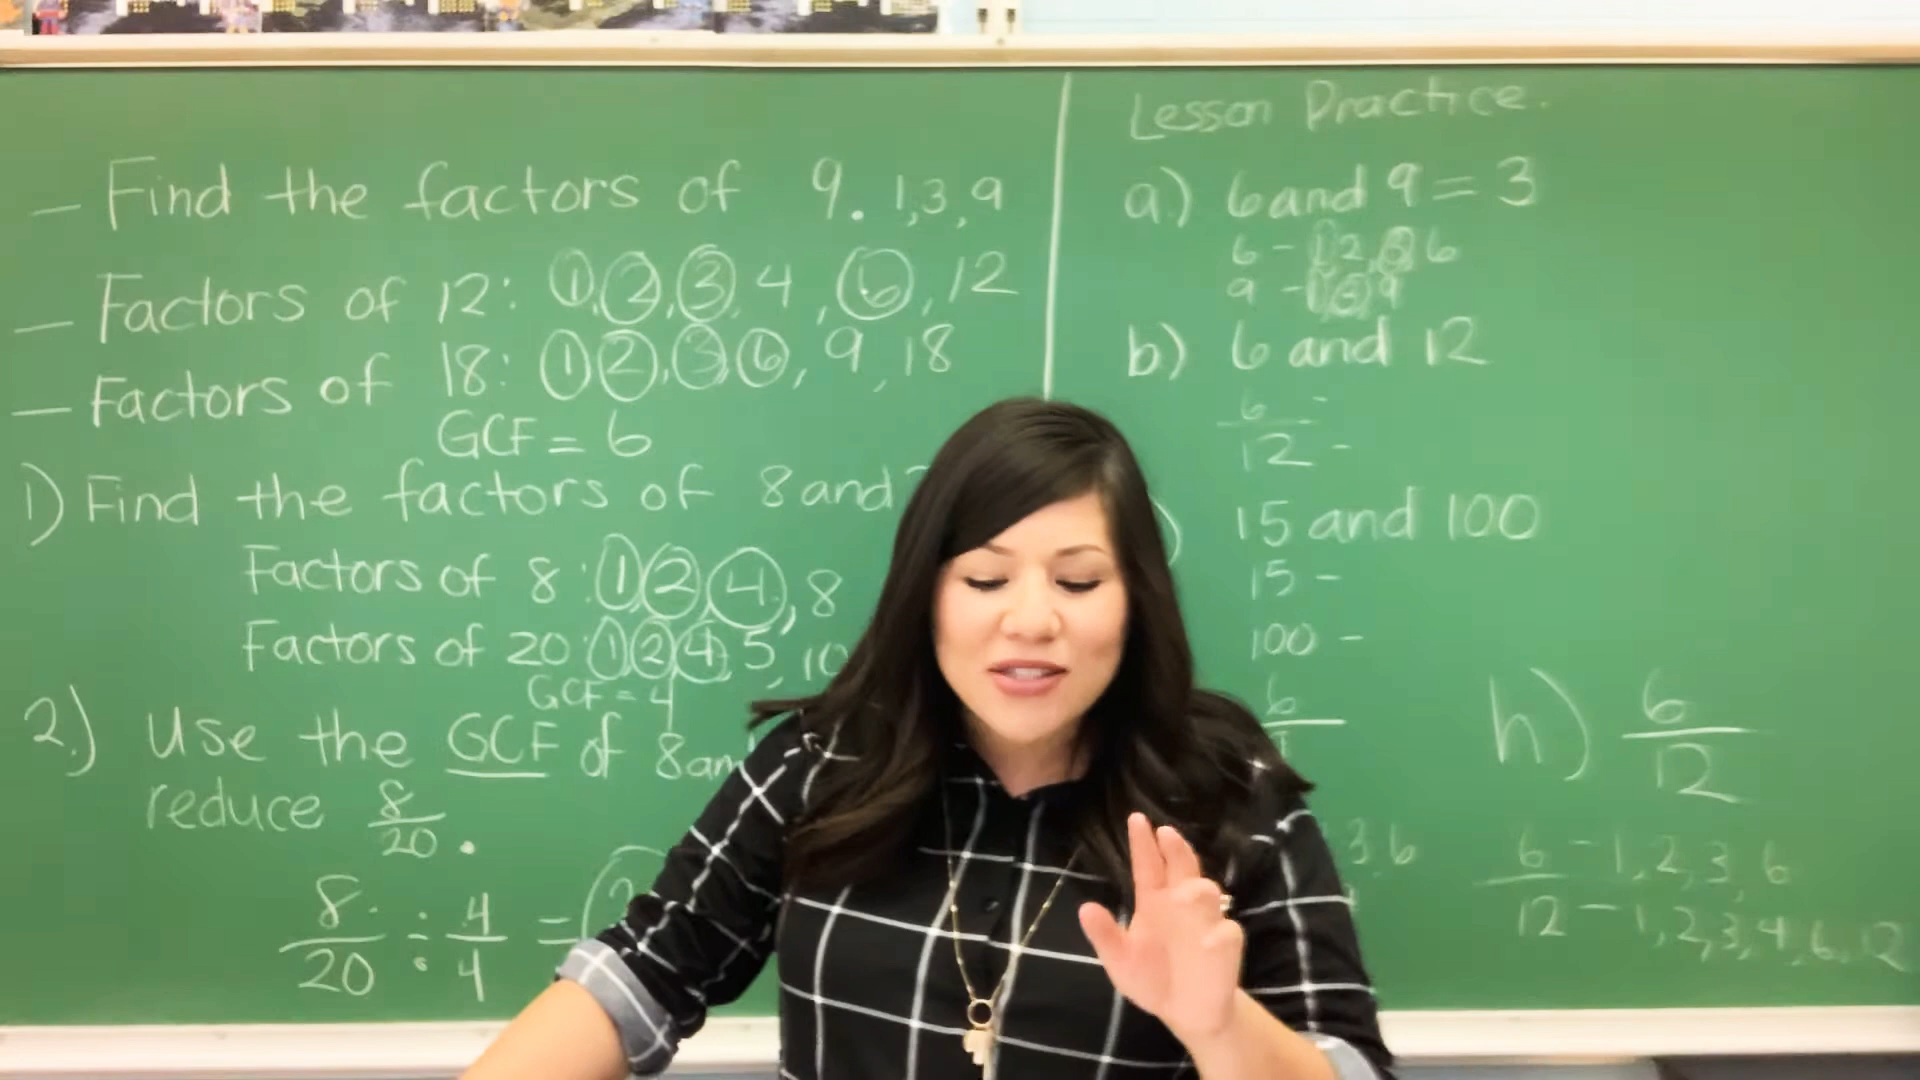 – Find the factors of 9. 1,3,9
– Factors of 12: 1,2,3,4,6,12
– Factors of 18: 1,2,3,6,9,18
GCF = 6
1) Find the factors of 8 and
Factors of 8: 1,2,4,8
Factors of 20: 1,2,4,5,10
GCF = 4
2.) Use the GCF of 8 an
reduce 8/20.
8/20 ÷ 4/4 =
Lesson Practice.
a.) 6 and 9 = 3
6 - 1,2,3,6
9 - 1,3,9
b) 6 and 12
6 -
12 -
) 15 and 100
15 -
100 -
6
3,6
h) 6/12
6 - 1,2,3,6
12 - 1,2,3,4,6,12